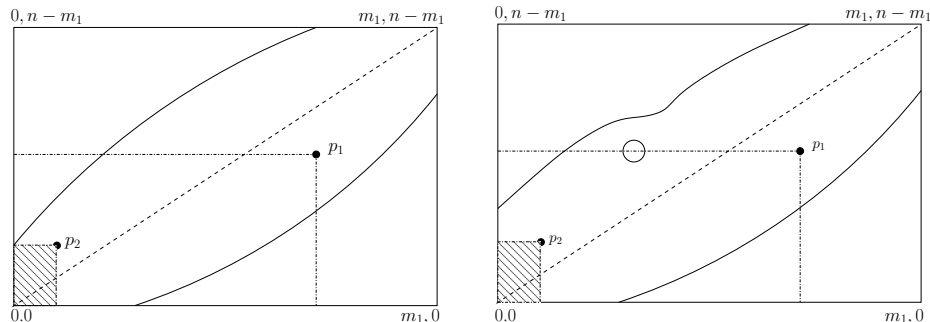 0, n − m₁
m₁, n − m₁
p₁
p₂
0.0
m₁, 0
0, n − m₁
m₁, n − m₁
p₁
p₂
0.0
m₁, 0